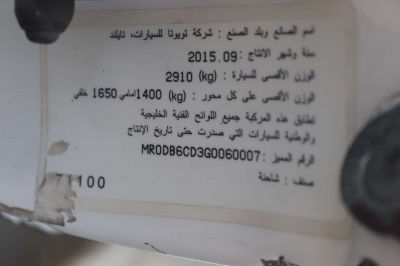 اسم الصانع وبلد الصنع : شركة تويوتا للسيارات، تايلند
سنة وشهر الانتاج :2015.09
الوزن الأقصى للسيارة : (kg) 2910
الوزن الأقصى على كل محور : (kg) 1400امامي 1650 خلفي
تطابق هذه المركبة جميع اللوائح الفنية الخليجية
والوطنية للسيارات التي صدرت حتى تاريخ الإنتاج
الرقم المميز :MR0DB6CD3G0060007
صنف : شاحنة
71100